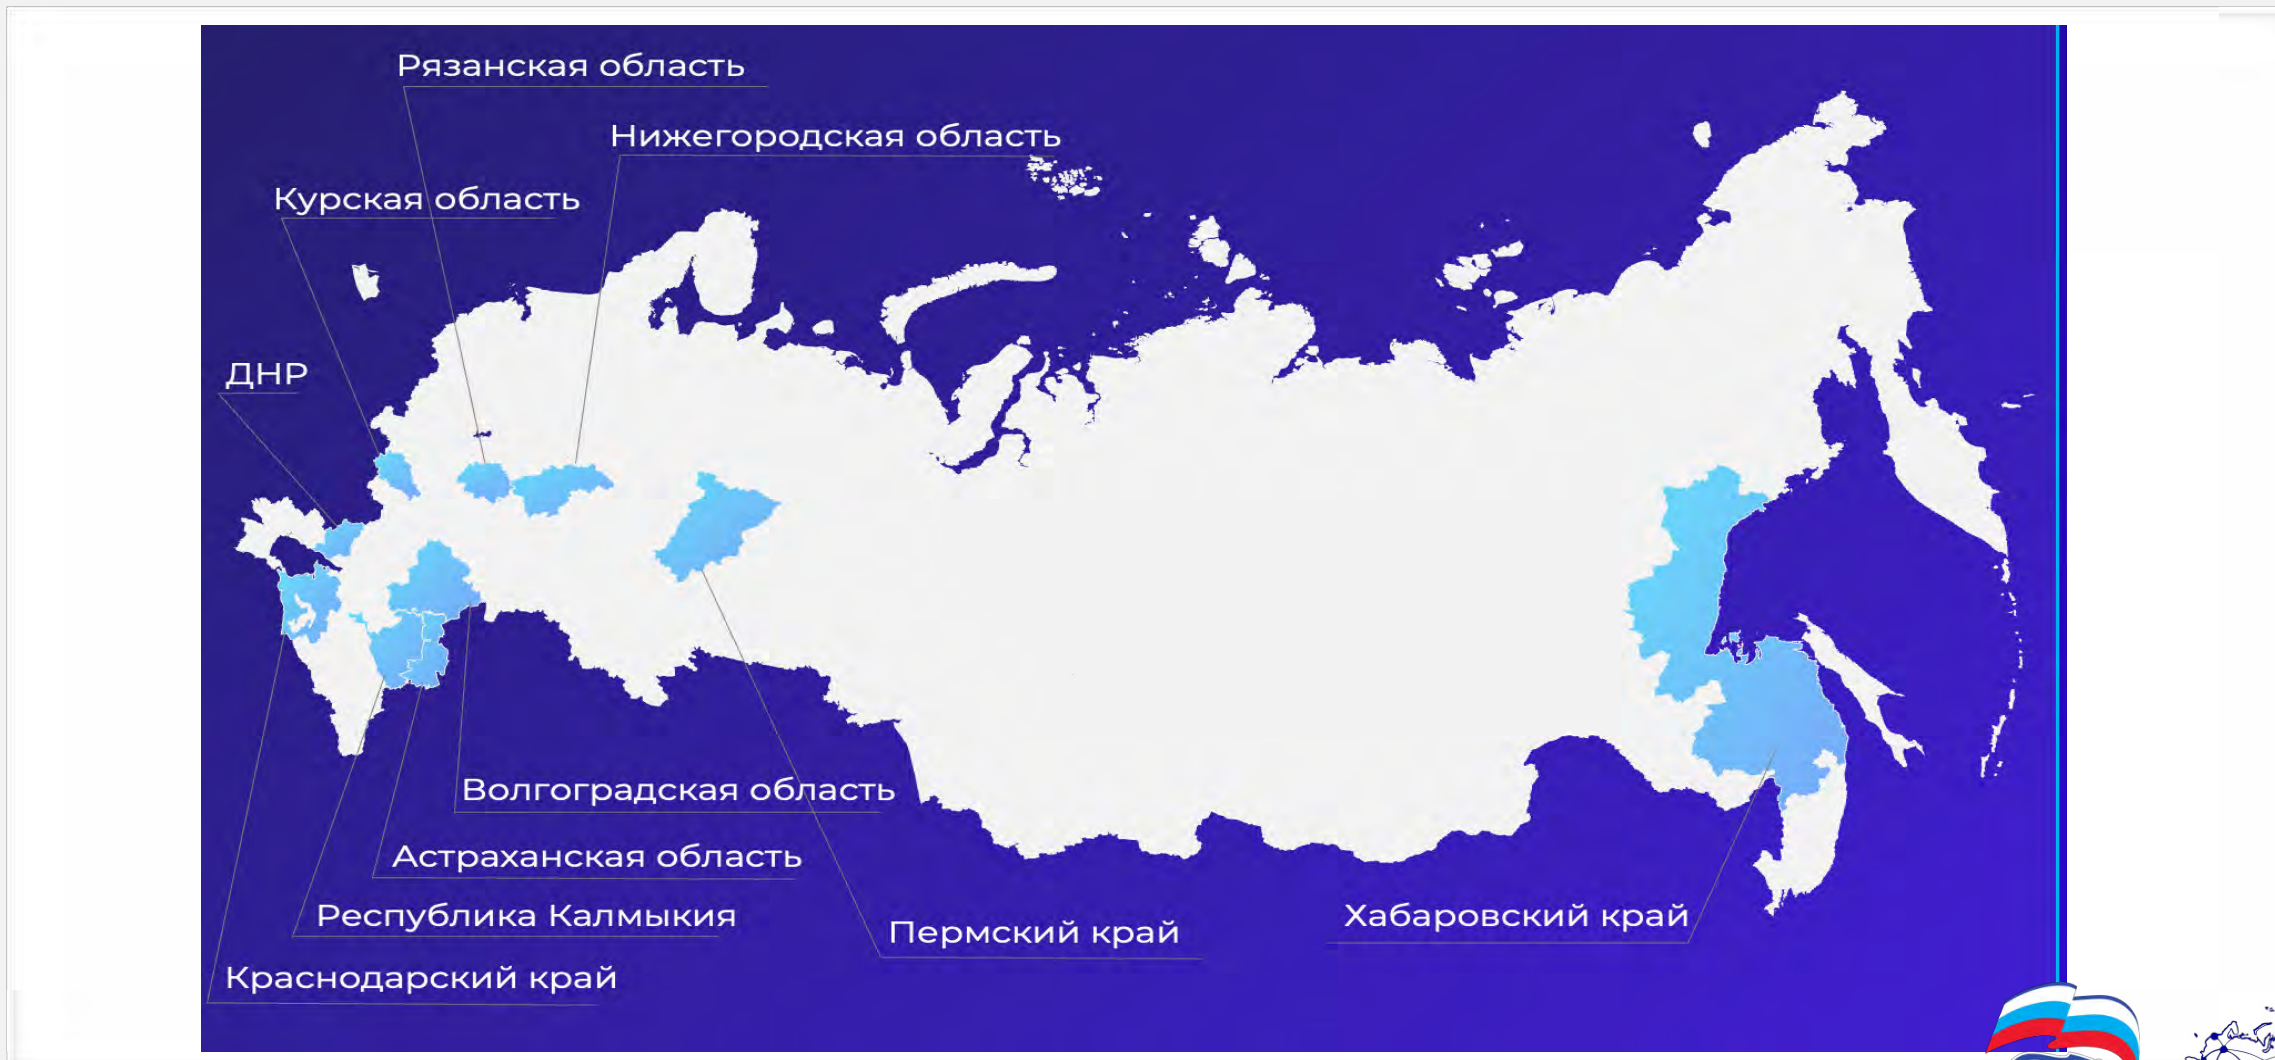 Рязанская область
Нижегородская область
Курская область
ДНР
Волгоградская область
Астраханская область
Республика Калмыкия
Пермский край
Хабаровский край
Краснодарский край